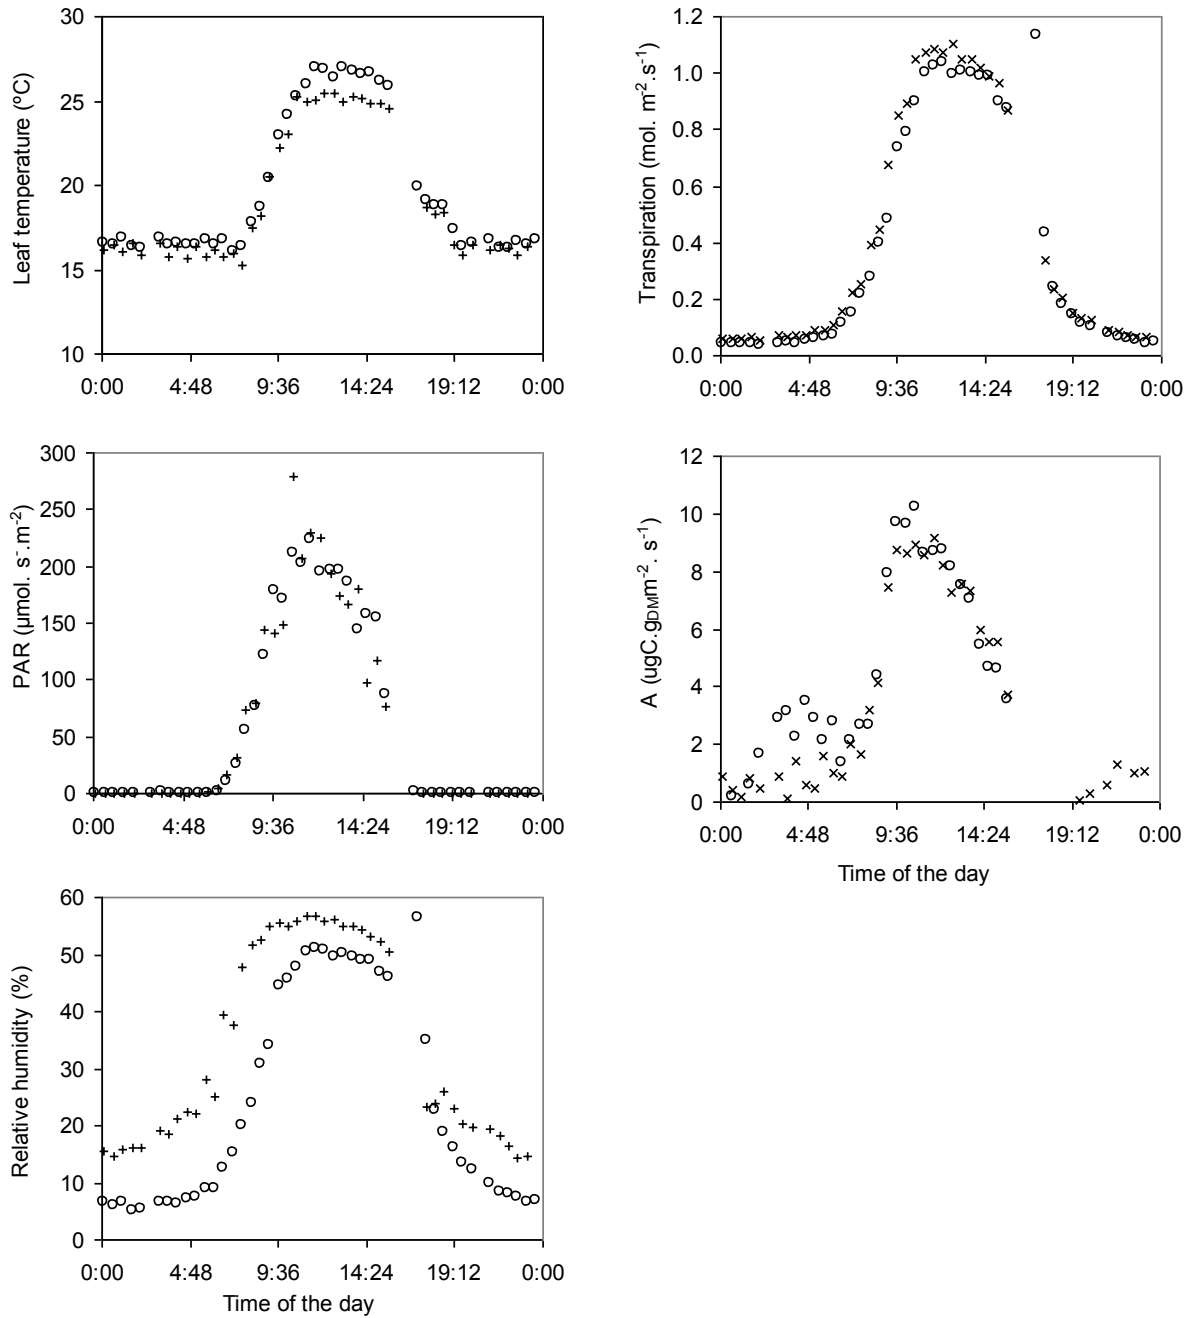 Leaf temperature (ºC)
30
25
20
15
10
0:00 4:48 9:36 14:24 19:12 0:00
Transpiration (mol. m-2.s-1)
1.2
1.0
0.8
0.6
0.4
0.2
0.0
0:00 4:48 9:36 14:24 19:12 0:00
PAR (µmol. s-.m-2)
300
250
200
150
100
50
0
0:00 4:48 9:36 14:24 19:12 0:00
A (ugC.gDMm-2. s-1)
12
10
8
6
4
2
0
0:00 4:48 9:36 14:24 19:12 0:00
Time of the day
Relative humidity (%)
60
50
40
30
20
10
0
0:00 4:48 9:36 14:24 19:12 0:00
Time of the day